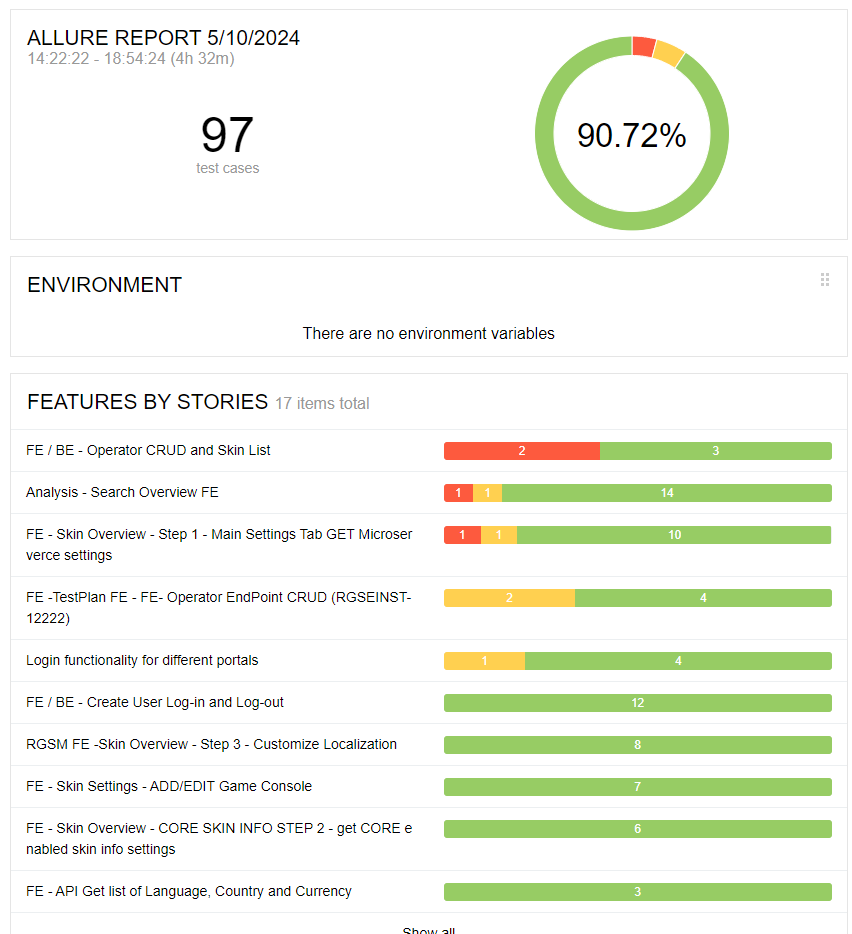 ALLURE REPORT 5/10/2024
14:22:22 - 18:54:24 (4h 32m)
97
test cases
90.72%
ENVIRONMENT
There are no environment variables
FEATURES BY STORIES 17 items total
FE / BE - Operator CRUD and Skin List
2 3
Analysis - Search Overview FE
1 1 14
FE - Skin Overview - Step 1 - Main Settings Tab GET Microser
verce settings
1 1 10
FE -TestPlan FE - FE- Operator EndPoint CRUD (RGSEINST-
12222)
2 4
Login functionality for different portals
1 4
FE / BE - Create User Log-in and Log-out
12
RGSM FE -Skin Overview - Step 3 - Customize Localization
8
FE - Skin Settings - ADD/EDIT Game Console
7
FE - Skin Overview - CORE SKIN INFO STEP 2 - get CORE e
nabled skin info settings
6
FE - API Get list of Language, Country and Currency
3
Show all